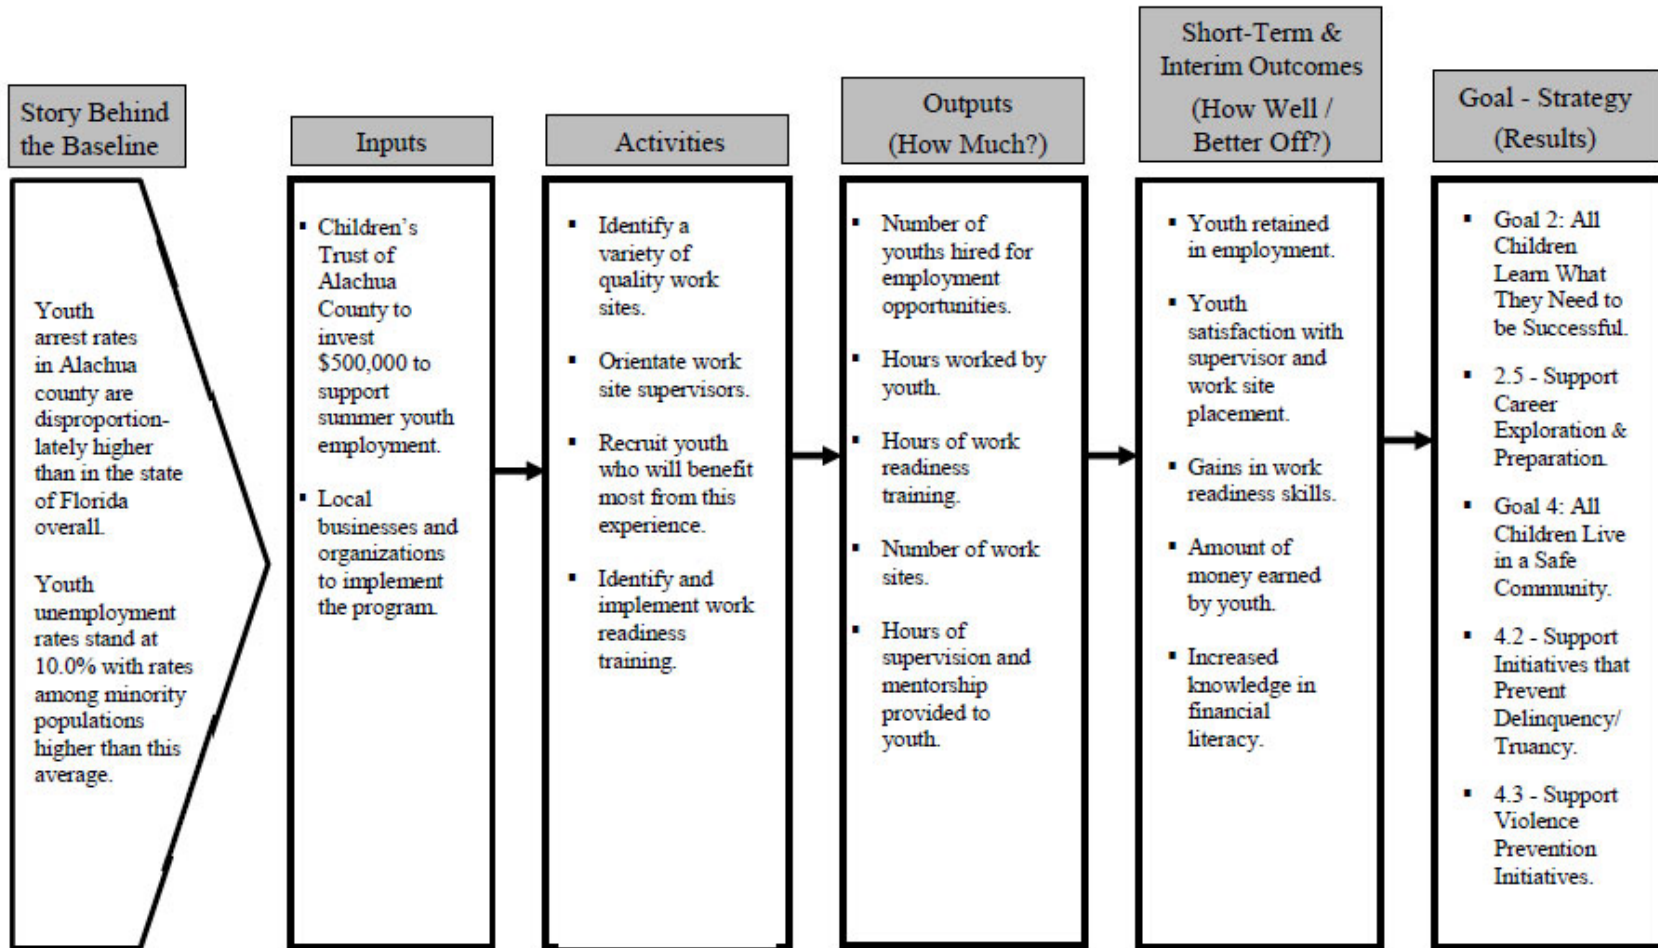 Story Behind
the Baseline
Youth
arrest rates
in Alachua
county are
disproportion-
lately higher
than in the state
of Florida
overall.
Youth
unemployment
rates stand at
10.0% with rates
among minority
populations
higher than this
average.
Inputs
▪ Children’s
Trust of
Alachua
County to
invest
$500,000 to
support
summer youth
employment.
▪ Local
businesses and
organizations
to implement
the program.
Activities
▪ Identify a
variety of
quality work
sites.
▪ Orientate work
site supervisors.
▪ Recruit youth
who will benefit
most from this
experience.
▪ Identify and
implement work
readiness
training.
Outputs
(How Much?)
▪ Number of
youths hired for
employment
opportunities.
▪ Hours worked by
youth.
▪ Hours of work
readiness
training.
▪ Number of work
sites.
▪ Hours of
supervision and
mentorship
provided to
youth.
Short-Term &
Interim Outcomes
(How Well /
Better Off?)
▪ Youth retained
in employment.
▪ Youth
satisfaction with
supervisor and
work site
placement.
▪ Gains in work
readiness skills.
▪ Amount of
money earned
by youth.
▪ Increased
knowledge in
financial
literacy.
Goal - Strategy
(Results)
▪ Goal 2: All
Children
Learn What
They Need to
be Successful.
▪ 2.5 - Support
Career
Exploration &
Preparation.
▪ Goal 4: All
Children Live
in a Safe
Community.
▪ 4.2 - Support
Initiatives that
Prevent
Delinquency/
Truancy.
▪ 4.3 - Support
Violence
Prevention
Initiatives.